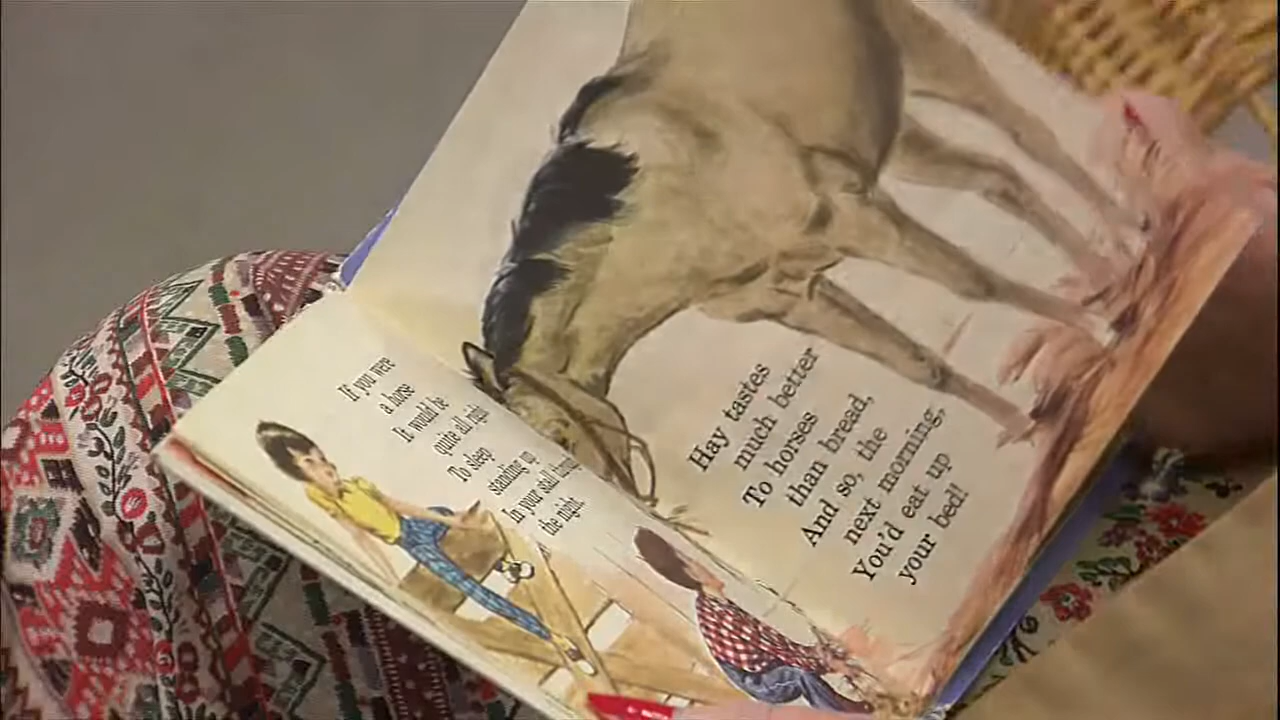 If you were
a horse
It would be
quite all right
To sleep
standing up
In your stall through
the night.
Hay tastes
much better
To horses
than bread,
And so, the
next morning,
You'd eat up
your bed!